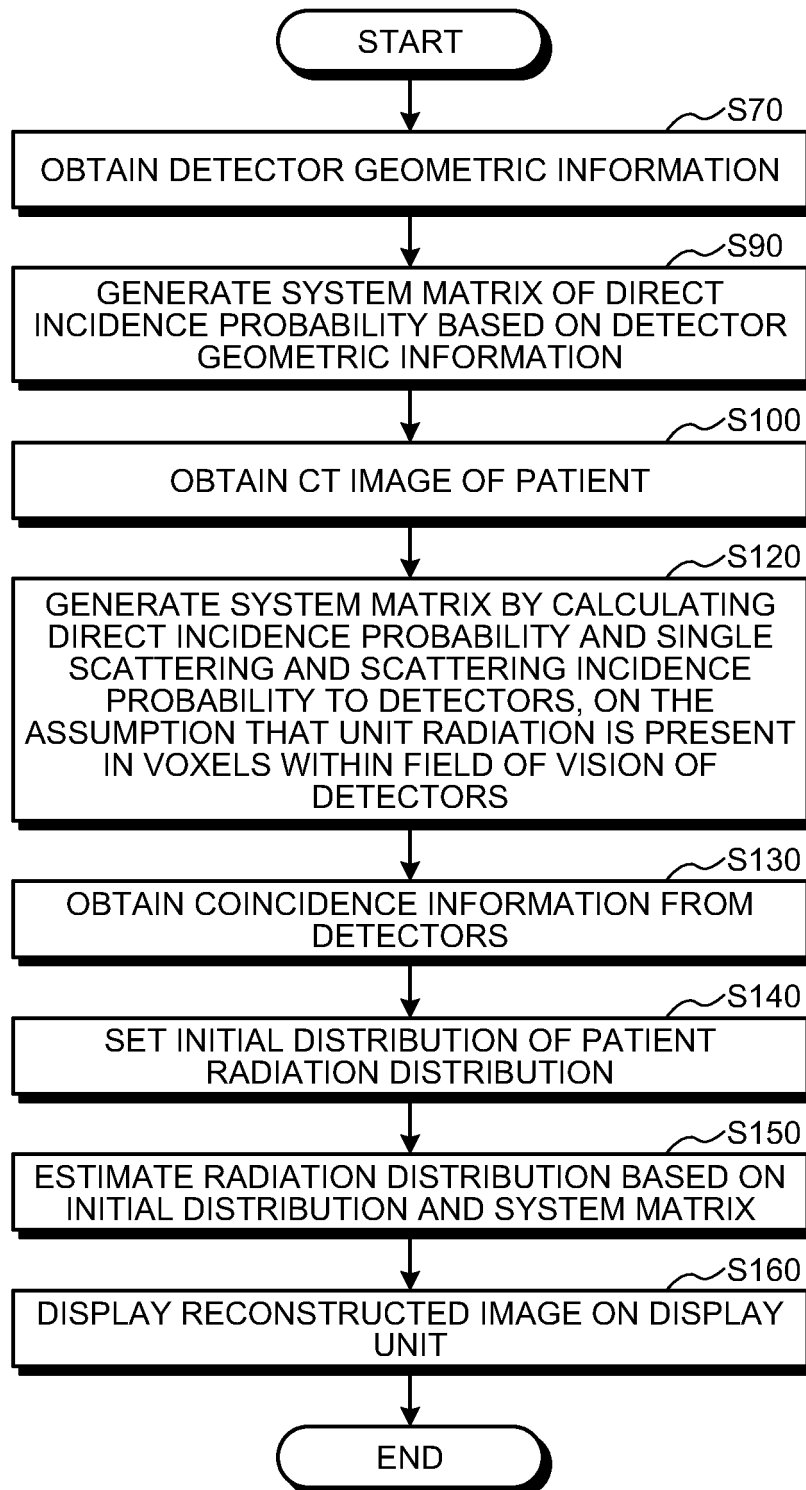 START
S70
OBTAIN DETECTOR GEOMETRIC INFORMATION
S90
GENERATE SYSTEM MATRIX OF DIRECT
INCIDENCE PROBABILITY BASED ON DETECTOR
GEOMETRIC INFORMATION
S100
OBTAIN CT IMAGE OF PATIENT
S120
GENERATE SYSTEM MATRIX BY CALCULATING
DIRECT INCIDENCE PROBABILITY AND SINGLE
SCATTERING AND SCATTERING INCIDENCE
PROBABILITY TO DETECTORS, ON THE
ASSUMPTION THAT UNIT RADIATION IS PRESENT
IN VOXELS WITHIN FIELD OF VISION OF
DETECTORS
S130
OBTAIN COINCIDENCE INFORMATION FROM
DETECTORS
S140
SET INITIAL DISTRIBUTION OF PATIENT
RADIATION DISTRIBUTION
S150
ESTIMATE RADIATION DISTRIBUTION BASED ON
INITIAL DISTRIBUTION AND SYSTEM MATRIX
S160
DISPLAY RECONSTRUCTED IMAGE ON DISPLAY
UNIT
END